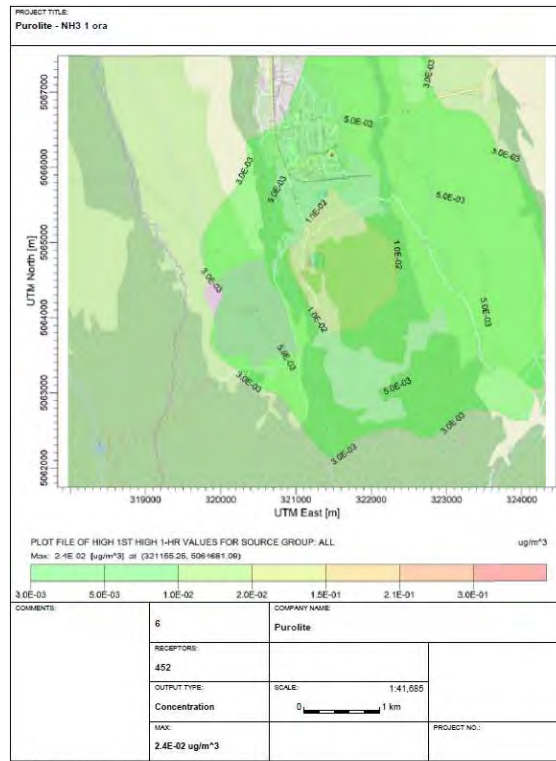 PROJECT TITLE:
Purolite - NH3 1 ora
5067000
5066000
5065000
5064000
5063000
5062000
UTM North [m]
3.0E-03
5.0E-03
3.0E-03
3.0E-03
5.0E-03
5.0E-03
1.0E-02
1.0E-02
3.0E-03
5.0E-03
1.0E-02
5.0E-03
3.0E-03
5.0E-03
3.0E-03
3.0E-03
319000 320000 321000 322000 323000 324000
UTM East [m]
PLOT FILE OF HIGH 1ST HIGH 1-HR VALUES FOR SOURCE GROUP: ALL ug/m^3
Max: 2.4E-02 [ug/m^3] at (321155.25,
3.0E-03 5.0E-03 1.0E-02 2.0E-02 1.5E-01 2.1E-01 3.0E-01
COMMENTS:
6
COMPANY NAME:
Purolite
RECEPTORS:
452
OUTPUT TYPE:
Concentration
SCALE: 1:41,685
0 1 km
MAX:
2.4E-02 ug/m^3
PROJECT NO.: